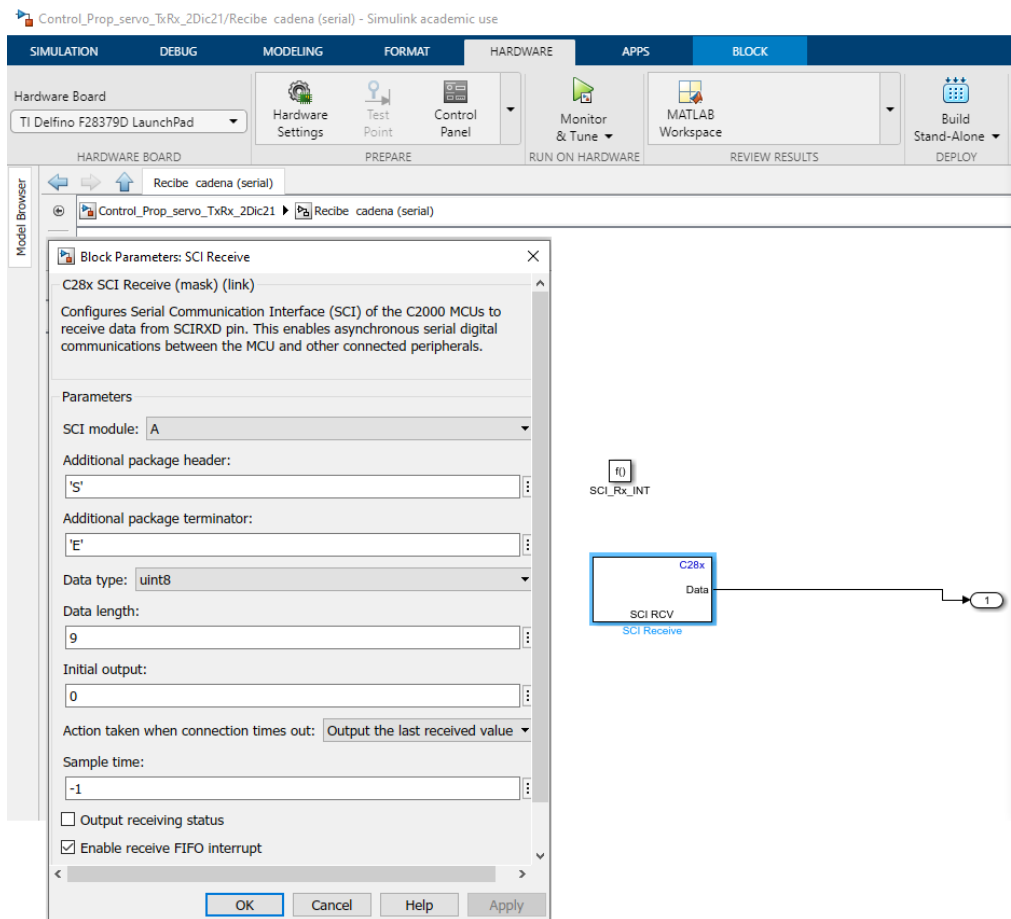 Control_Prop_servo_TxRx_2Dic21/Recibe cadena (serial) - Simulink academic use
SIMULATION DEBUG MODELING FORMAT HARDWARE APPS BLOCK
Hardware Board
TI Delfino F28379D LaunchPad
Hardware Settings
Test Point
Control Panel
Monitor & Tune
MATLAB Workspace
Build Stand-Alone
HARDWARE BOARD PREPARE RUN ON HARDWARE REVIEW RESULTS DEPLOY
Model Browser
Recibe cadena (serial)
Control_Prop_servo_TxRx_2Dic21 Recibe cadena (serial)
Block Parameters: SCI Receive
C28x SCI Receive (mask) (link)
Configures Serial Communication Interface (SCI) of the C2000 MCUs to
receive data from SCIRXD pin. This enables asynchronous serial digital
communications between the MCU and other connected peripherals.
Parameters
SCI module: A
Additional package header:
'S'
Additional package terminator:
'E'
Data type: uint8
Data length:
9
Initial output:
0
Action taken when connection times out: Output the last received value
Sample time:
-1
Output receiving status
Enable receive FIFO interrupt
OK Cancel Help Apply
f()
SCI_Rx_INT
C28x
Data
SCI RCV
SCI Receive
1